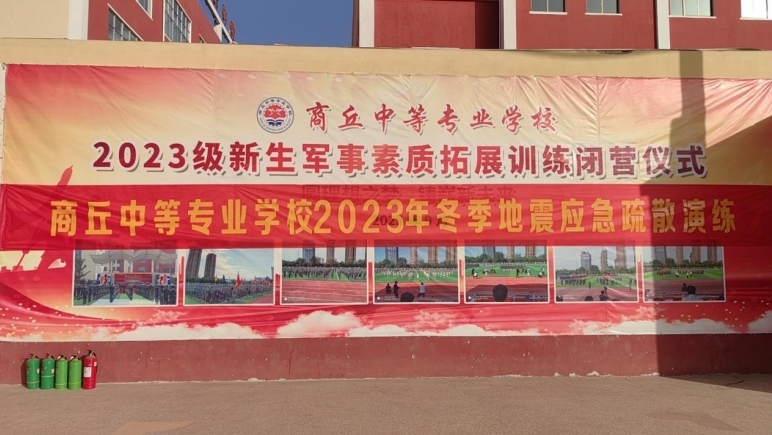 商丘中等专业学校
2023级新生军事素质拓展训练闭营仪式
商丘中等专业学校2023年冬季地震应急疏散演练